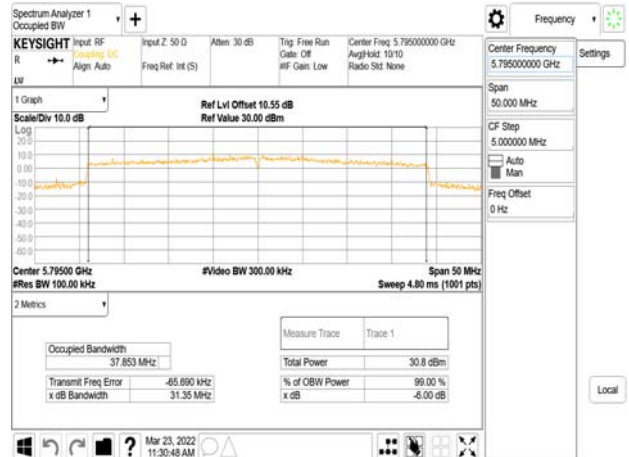 Spectrum Analyzer 1
Occupied BW
Frequency
KEYSIGHT
R
LXI
Input: RF
Coupling: DC
Align: Auto
Input Z: 50 Ω
Freq Ref: Int (S)
Atten: 30 dB
Trig: Free Run
Gate: Off
#IF Gain: Low
Center Freq: 5.795000000 GHz
Avg|Hold: 10/10
Radio Std: None
Center Frequency
5.795000000 GHz
Settings
Span
50.000 MHz
CF Step
5.000000 MHz
Auto
Man
Freq Offset
0 Hz
Local
1 Graph
Scale/Div 10.0 dB
Ref Lvl Offset 10.55 dB
Ref Value 30.00 dBm
Log
20.0
10.0
0.00
-10.0
-20.0
-30.0
-40.0
-50.0
-60.0
Center 5.79500 GHz
#Res BW 100.00 kHz
#Video BW 300.00 kHz
Span 50 MHz
Sweep 4.80 ms (1001 pts)
2 Metrics
Measure Trace Trace 1
Occupied Bandwidth
37.853 MHz
Total Power 30.8 dBm
Transmit Freq Error -65.690 kHz
% of OBW Power 99.00 %
x dB Bandwidth 31.35 MHz
x dB -6.00 dB
Mar 23, 2022
11:30:48 AM